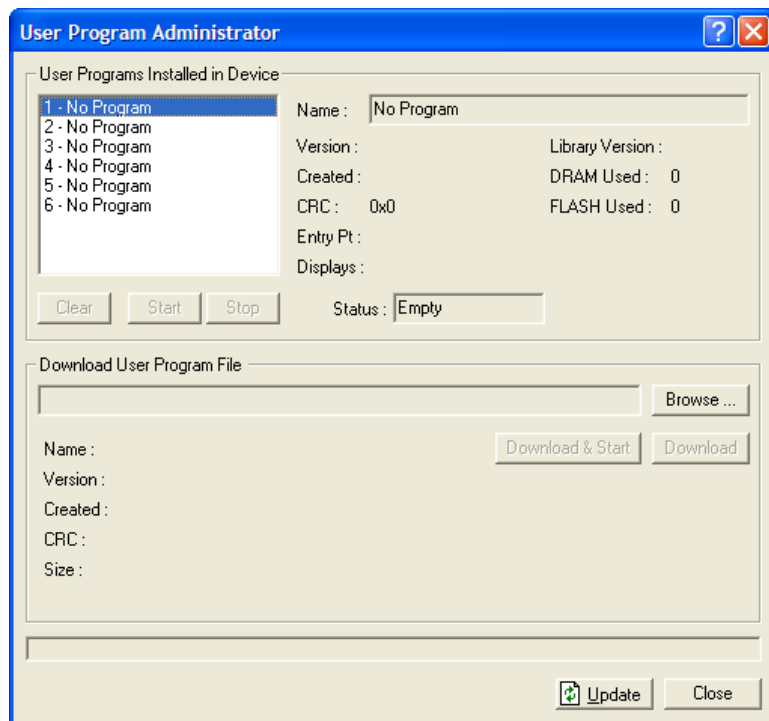 User Program Administrator
User Programs Installed in Device
1 - No Program
2 - No Program
3 - No Program
4 - No Program
5 - No Program
6 - No Program
Name : No Program
Version : Library Version :
Created : DRAM Used : 0
CRC : 0x0 FLASH Used : 0
Entry Pt :
Displays :
Clear Start Stop Status : Empty
Download User Program File
Browse ...
Name : Download & Start Download
Version :
Created :
CRC :
Size :
Update Close